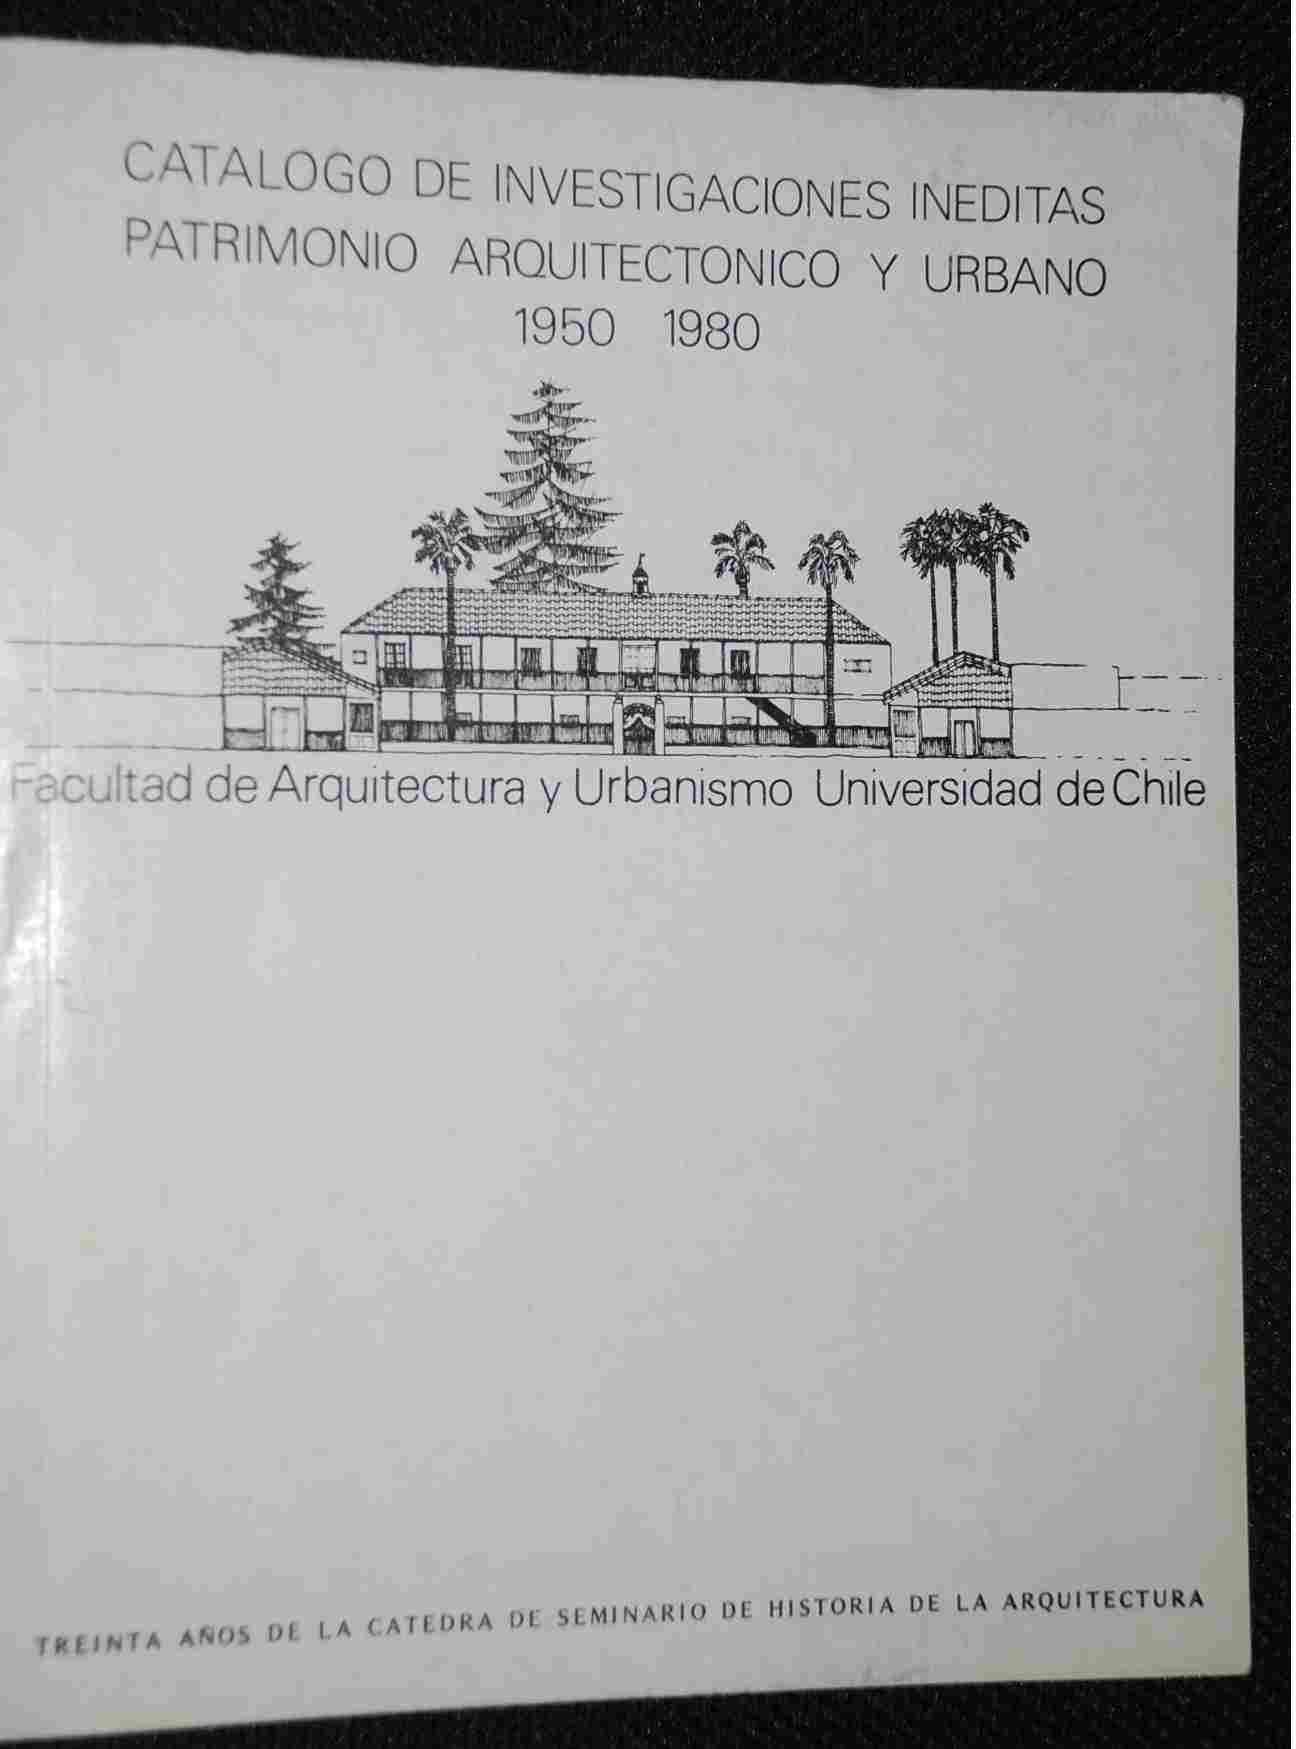 CATALOGO DE INVESTIGACIONES INEDITAS
PATRIMONIO ARQUITECTONICO Y URBANO
1950 1980
Facultad de Arquitectura y Urbanismo Universidad de Chile
TREINTA AÑOS DE LA CATEDRA DE SEMINARIO DE HISTORIA DE LA ARQUITECTURA